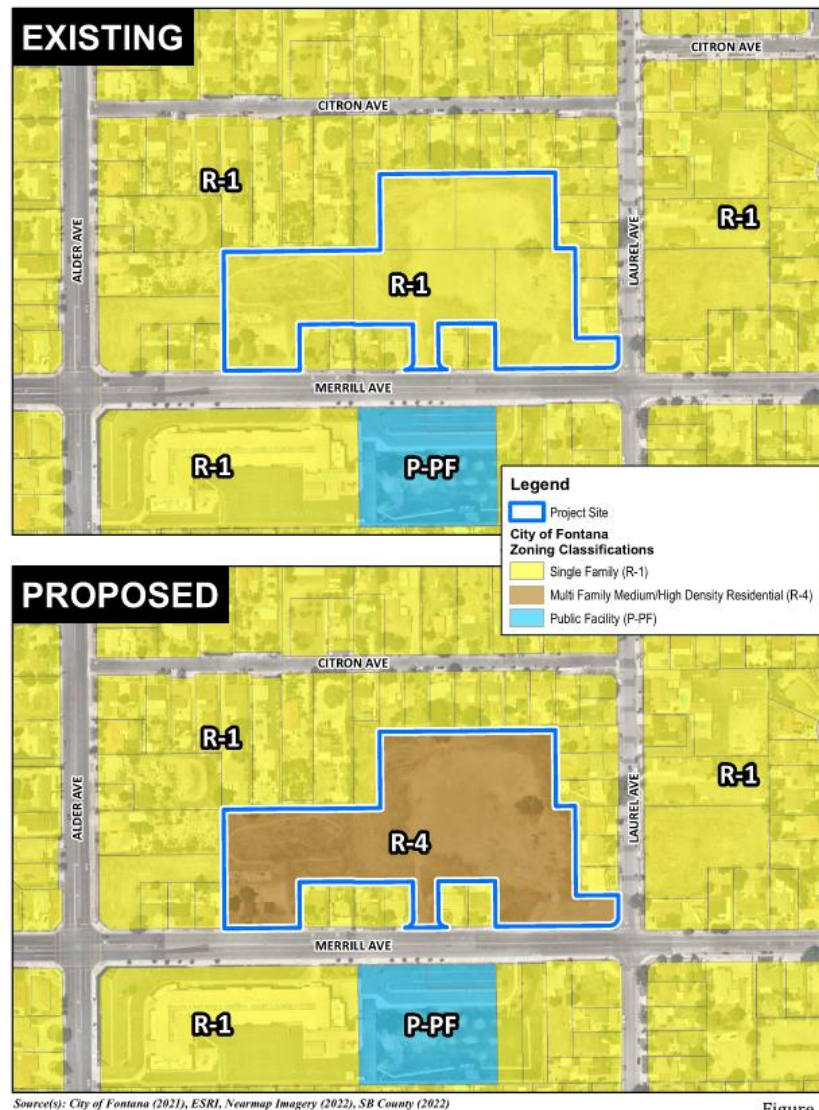 EXISTING
CITRON AVE
CITRON AVE
R-1
R-1
ALDER AVE
LAUREL AVE
R-1
MERRILL AVE
R-1
P-PF
Legend
Project Site
City of Fontana
Zoning Classifications
Single Family (R-1)
Multi Family Medium/High Density Residential (R-4)
Public Facility (P-PF)
PROPOSED
CITRON AVE
R-1
R-1
ALDER AVE
LAUREL AVE
R-4
MERRILL AVE
R-1
P-PF
Source(s): City of Fontana (2021), ESRI, Nearmap Imagery (2022), SB County (2022)
Figure